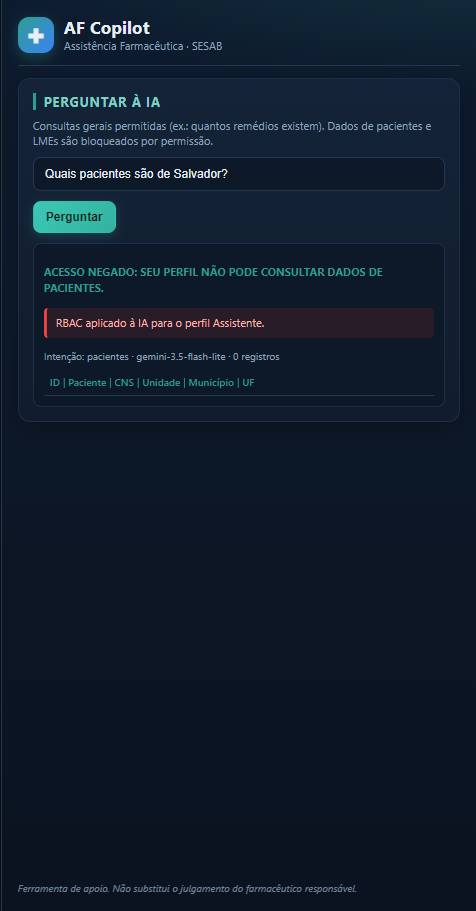 AF Copilot
Assistência Farmacêutica · SESAB
PERGUNTAR À IA
Consultas gerais permitidas (ex.: quantos remédios existem). Dados de pacientes e
LMEs são bloqueados por permissão.
Quais pacientes são de Salvador?
Perguntar
ACESSO NEGADO: SEU PERFIL NÃO PODE CONSULTAR DADOS DE
PACIENTES.
RBAC aplicado à IA para o perfil Assistente.
Intenção: pacientes · gemini-3.5-flash-lite · 0 registros
ID | Paciente | CNS | Unidade | Município | UF
Ferramenta de apoio. Não substitui o julgamento do farmacêutico responsável.